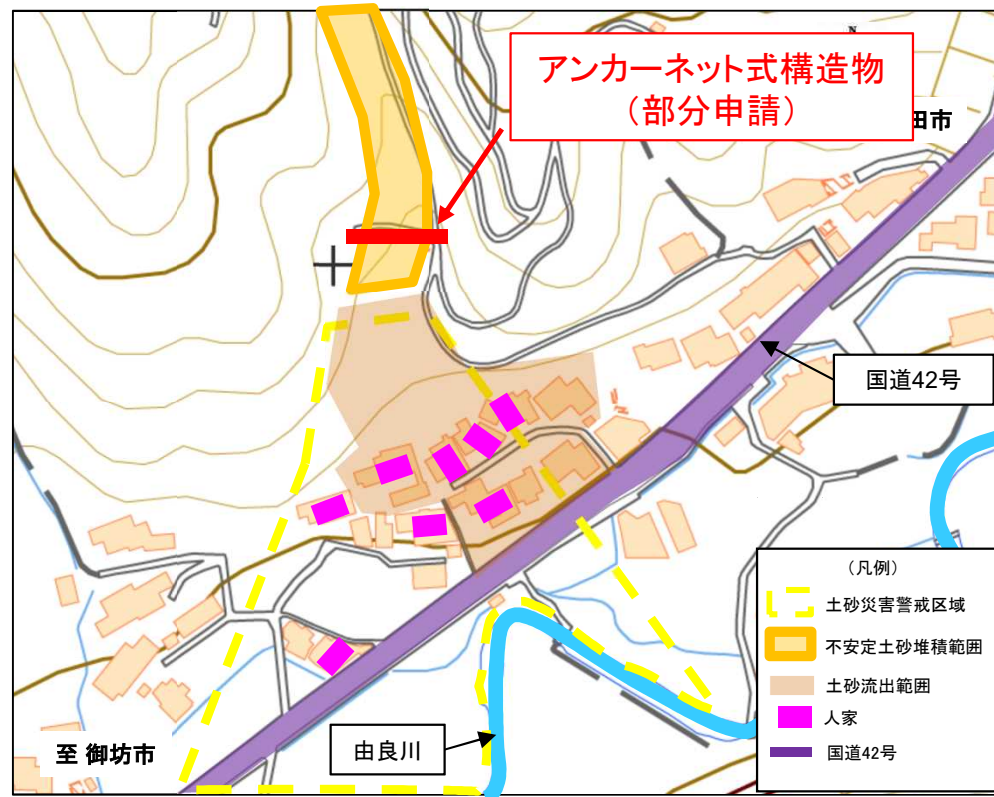 N
アンカーネット式構造物
（部分申請）
田市
国道42号
（凡例）
土砂災害警戒区域
不安定土砂堆積範囲
土砂流出範囲
人家
国道42号
由良川
至 御坊市